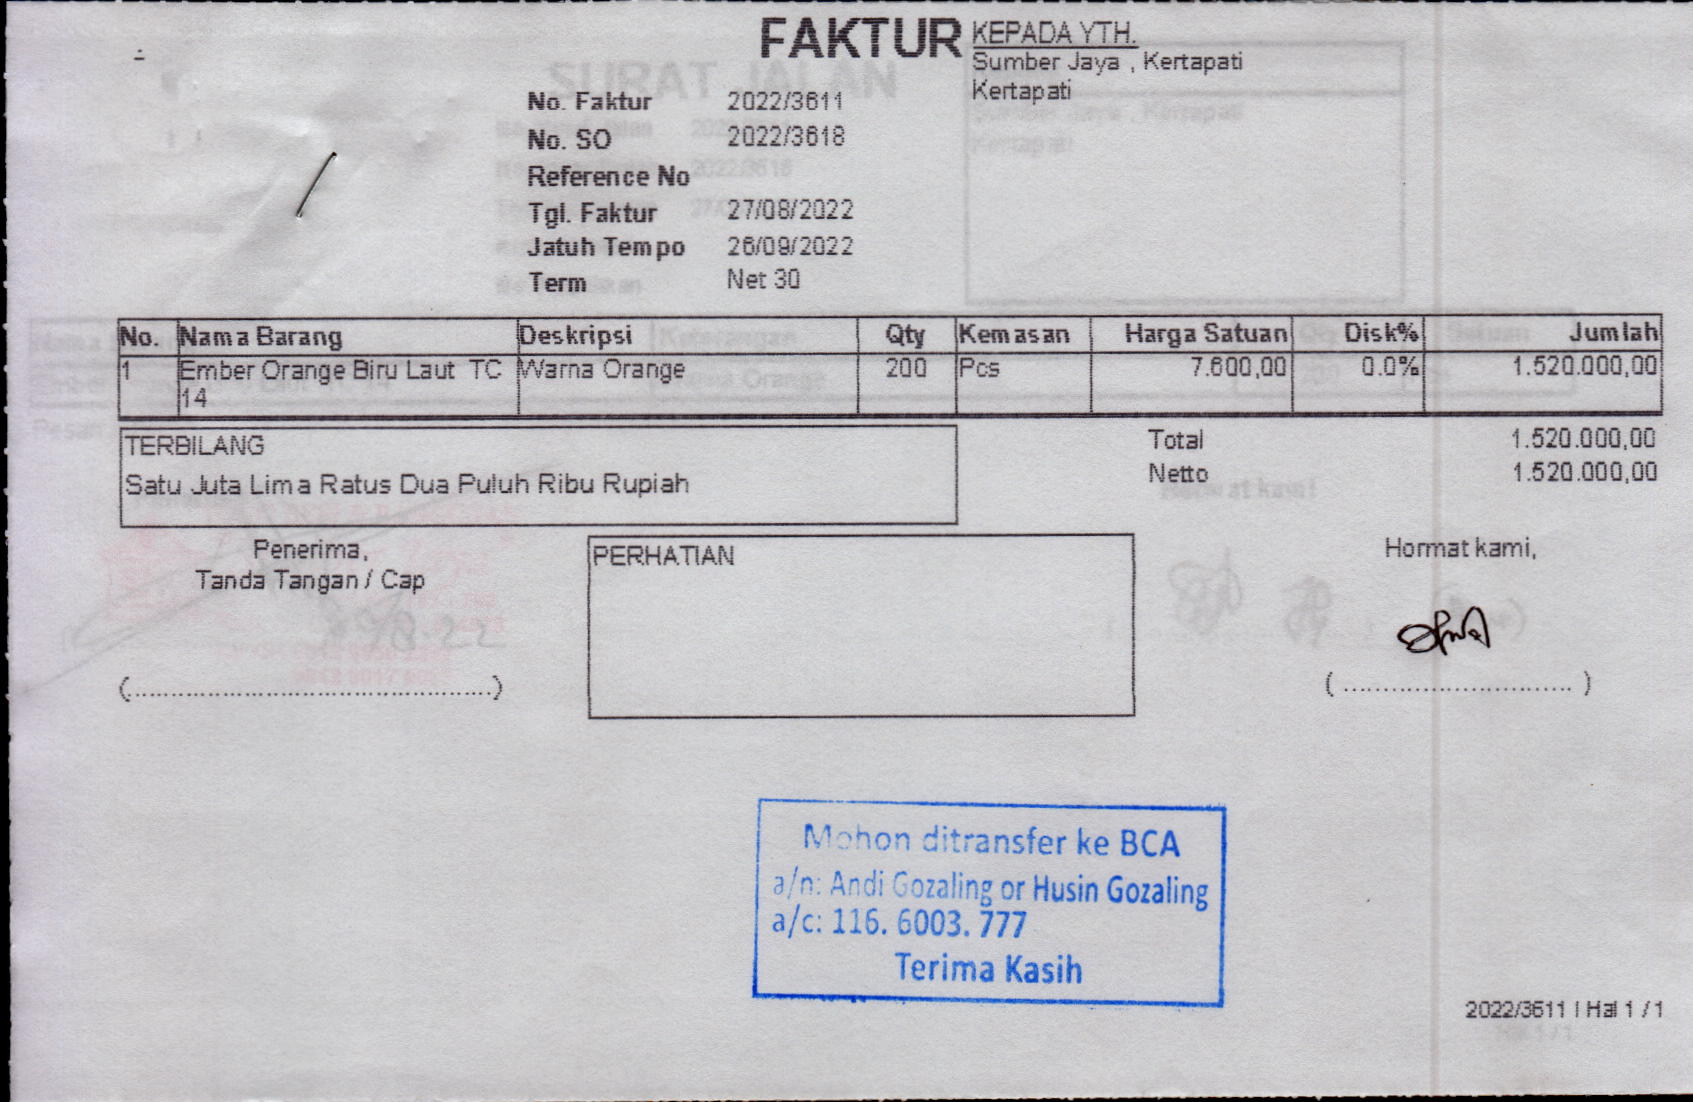 FAKTUR
KEPADA YTH.
Sumber Jaya , Kertapati
Kertapati
No. Faktur 2022/3611
No. SO 2022/3618
Reference No
Tgl. Faktur 27/08/2022
Jatuh Tempo 26/09/2022
Term Net 30
No. Nama Barang Deskripsi Qty Kemasan Harga Satuan Disk% Jumlah
1 Ember Orange Biru Laut TC Warna Orange 200 Pcs 7.600,00 0.0% 1.520.000,00
14
TERBILANG
Satu Juta Lima Ratus Dua Puluh Ribu Rupiah
Total 1.520.000,00
Netto 1.520.000,00
Penerima,
Tanda Tangan / Cap
(............................................)
PERHATIAN
Hormat kami,
( ............................ )
Mohon ditransfer ke BCA
a/n: Andi Gozaling or Husin Gozaling
a/c: 116. 6003. 777
Terima Kasih
2022/3611 | Hal 1 / 1
SURAT JALAN